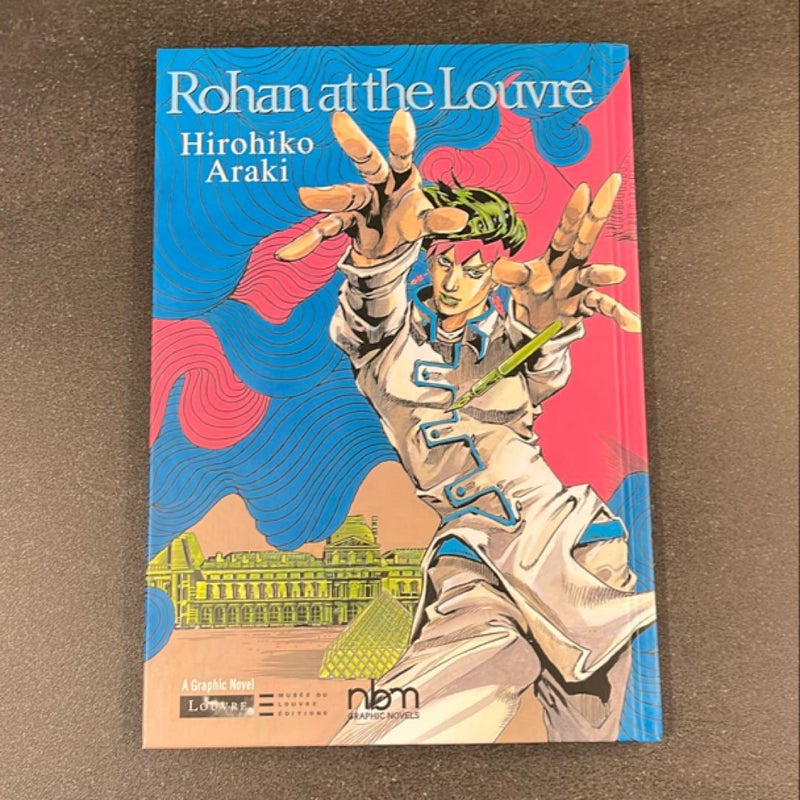 Rohan at the Louvre
Hirohiko
Araki
A Graphic Novel
LOUVRE
MUSÉE DU
LOUVRE
ÉDITIONS
nbm
GRAPHIC NOVELS